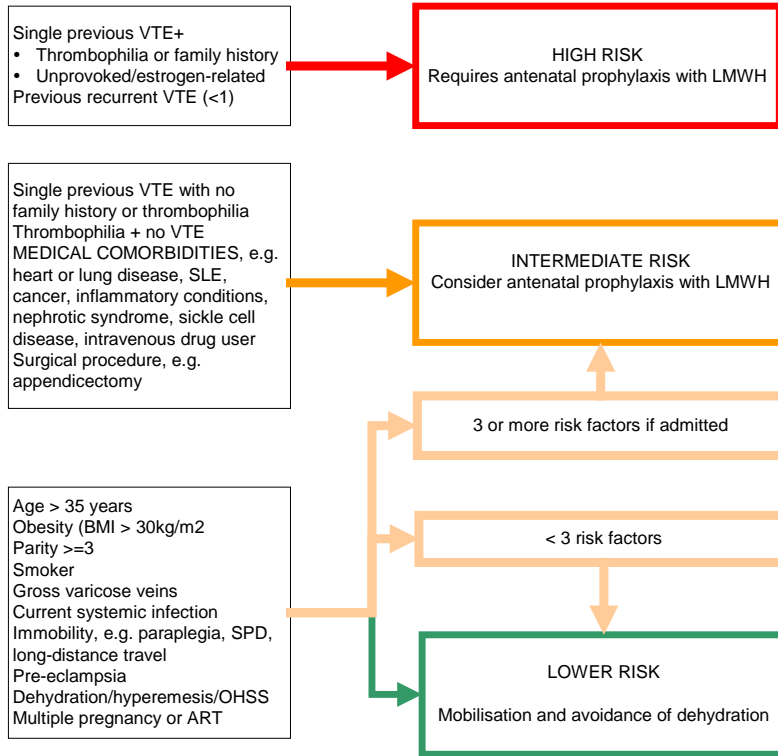 Single previous VTE+
• Thrombophilia or family history
• Unprovoked/estrogen-related
Previous recurrent VTE (<1)
HIGH RISK
Requires antenatal prophylaxis with LMWH
Single previous VTE with no
family history or thrombophilia
Thrombophilia + no VTE
MEDICAL COMORBIDITIES, e.g.
heart or lung disease, SLE,
cancer, inflammatory conditions,
nephrotic syndrome, sickle cell
disease, intravenous drug user
Surgical procedure, e.g.
appendicectomy
INTERMEDIATE RISK
Consider antenatal prophylaxis with LMWH
3 or more risk factors if admitted
Age > 35 years
Obesity (BMI > 30kg/m2
Parity >=3
Smoker
Gross varicose veins
Current systemic infection
Immobility, e.g. paraplegia, SPD,
long-distance travel
Pre-eclampsia
Dehydration/hyperemesis/OHSS
Multiple pregnancy or ART
< 3 risk factors
LOWER RISK
Mobilisation and avoidance of dehydration